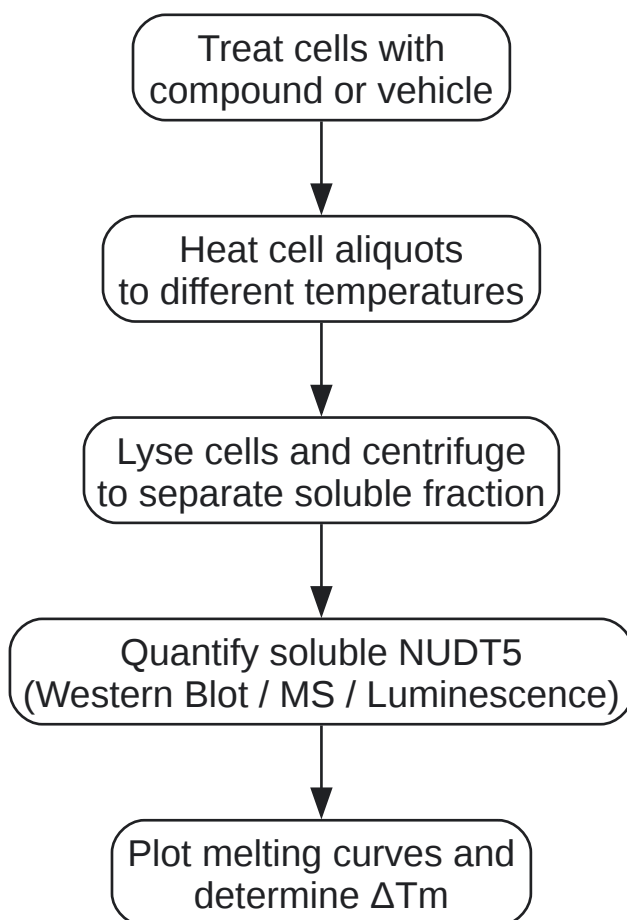 Treat cells with
compound or vehicle
Heat cell aliquots
to different temperatures
Lyse cells and centrifuge
to separate soluble fraction
Quantify soluble NUDT5
(Western Blot / MS / Luminescence)
Plot melting curves and
determine ΔTm